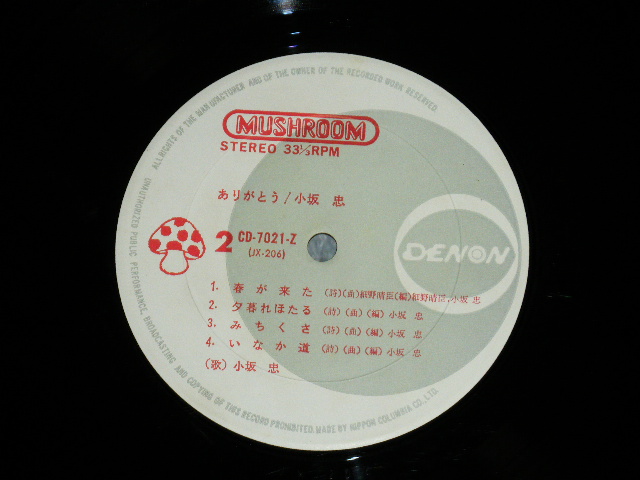 ALL RIGHTS OF THE MANUFACTURER AND OF THE OWNER OF THE RECORDED WORK RESERVED.
MUSHROOM
STEREO 33⅓RPM
ありがとう/小坂 忠
2 CD-7021-Z
(JX-206)
DENON
1. 春が来た (詩)(曲)細野晴臣(編)細野晴臣,小坂 忠
2. 夕暮れほたる (詩)(曲)(編)小坂 忠
3. みちくさ (詩)(曲)(編)小坂 忠
4. いなか道 (詩)(曲)(編)小坂 忠
(歌)小坂 忠
UNAUTHORIZED PUBLIC PERFORMANCE, BROADCASTING AND COPYING OF THIS RECORD PROHIBITED. MADE BY NIPPON COLUMBIA CO., LTD.